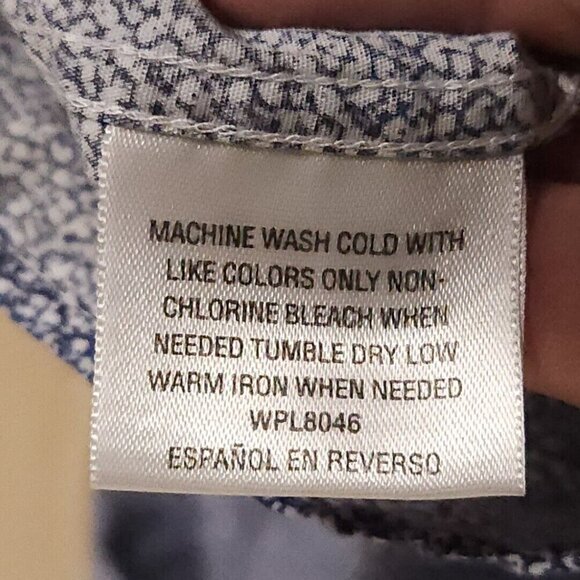 MACHINE WASH COLD WITH
LIKE COLORS ONLY NON-
CHLORINE BLEACH WHEN
NEEDED TUMBLE DRY LOW
WARM IRON WHEN NEEDED
WPL8046
ESPAÑOL EN REVERSO